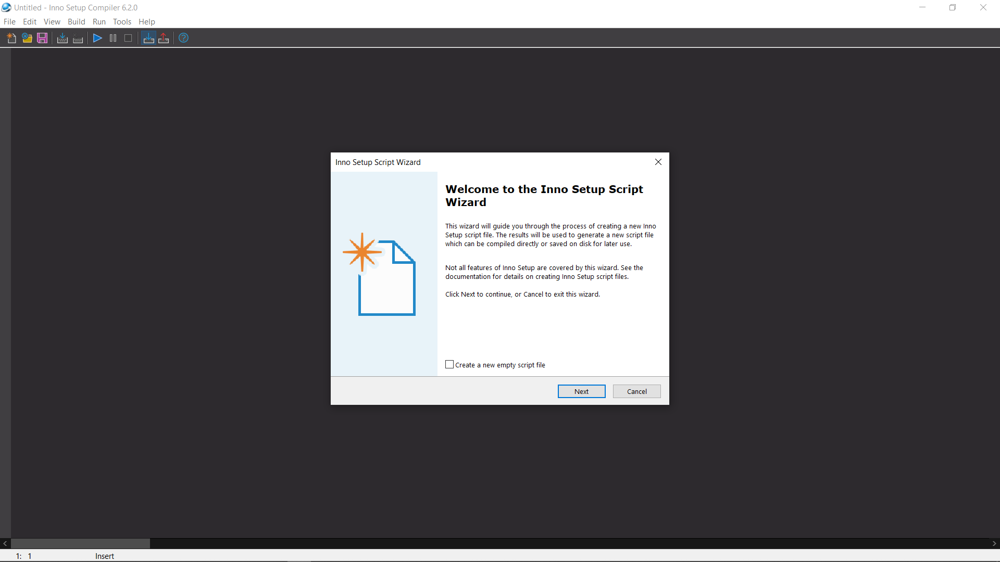 Untitled - Inno Setup Compiler 6.2.0
File Edit View Build Run Tools Help
Inno Setup Script Wizard
Welcome to the Inno Setup Script
Wizard
This wizard will guide you through the process of creating a new Inno
Setup script file. The results will be used to generate a new script file
which can be compiled directly or saved on disk for later use.
Not all features of Inno Setup are covered by this wizard. See the
documentation for details on creating Inno Setup script files.
Click Next to continue, or Cancel to exit this wizard.
Create a new empty script file
Next Cancel
1: 1 Insert